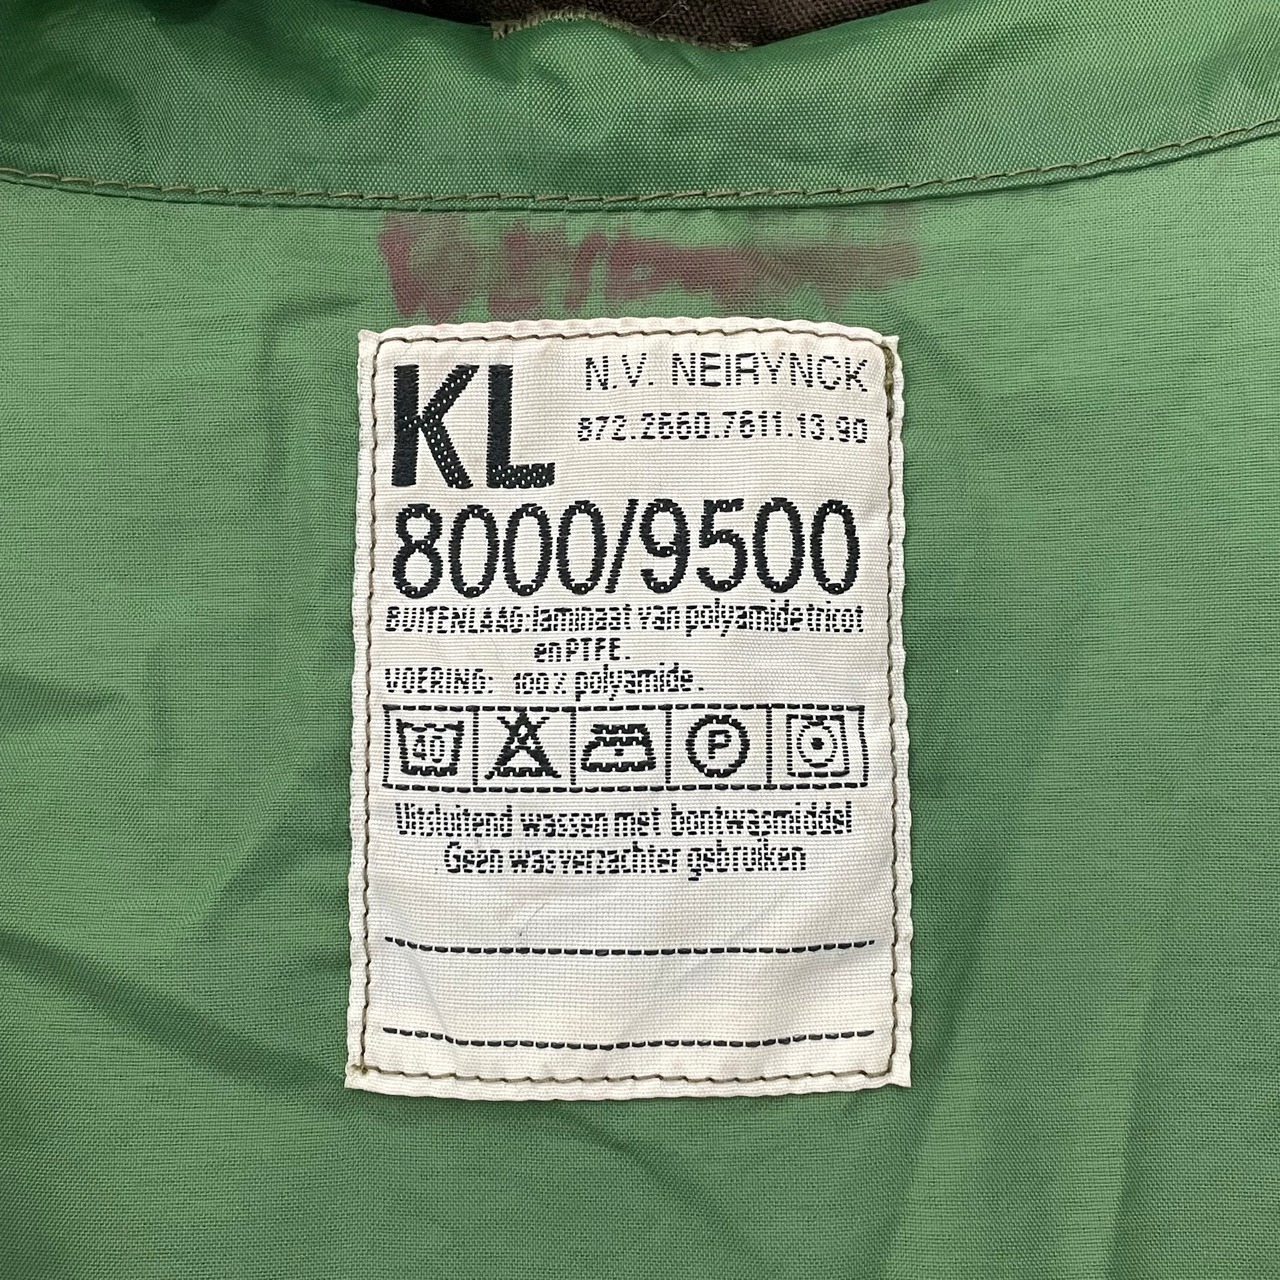 KL
N.V. NEIRYNCK
872.2660.7611.13.90
8000/9500
BUITENLAAG: laminaat van polyamide tricot
en PTFE.
VOERING: 100% polyamide.
40
P
Uitsluitend wassen met bontwasmiddel
Geen wasverzachter gebruiken